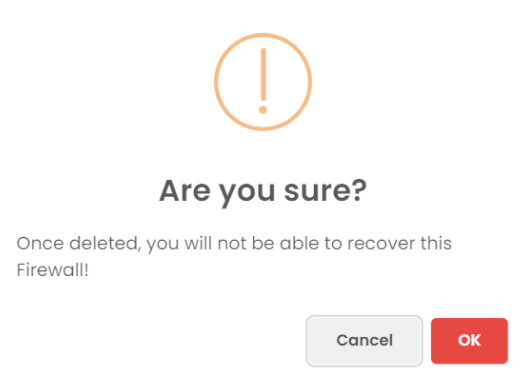 Are you sure?
Once deleted, you will not be able to recover this
Firewall!
Cancel
OK